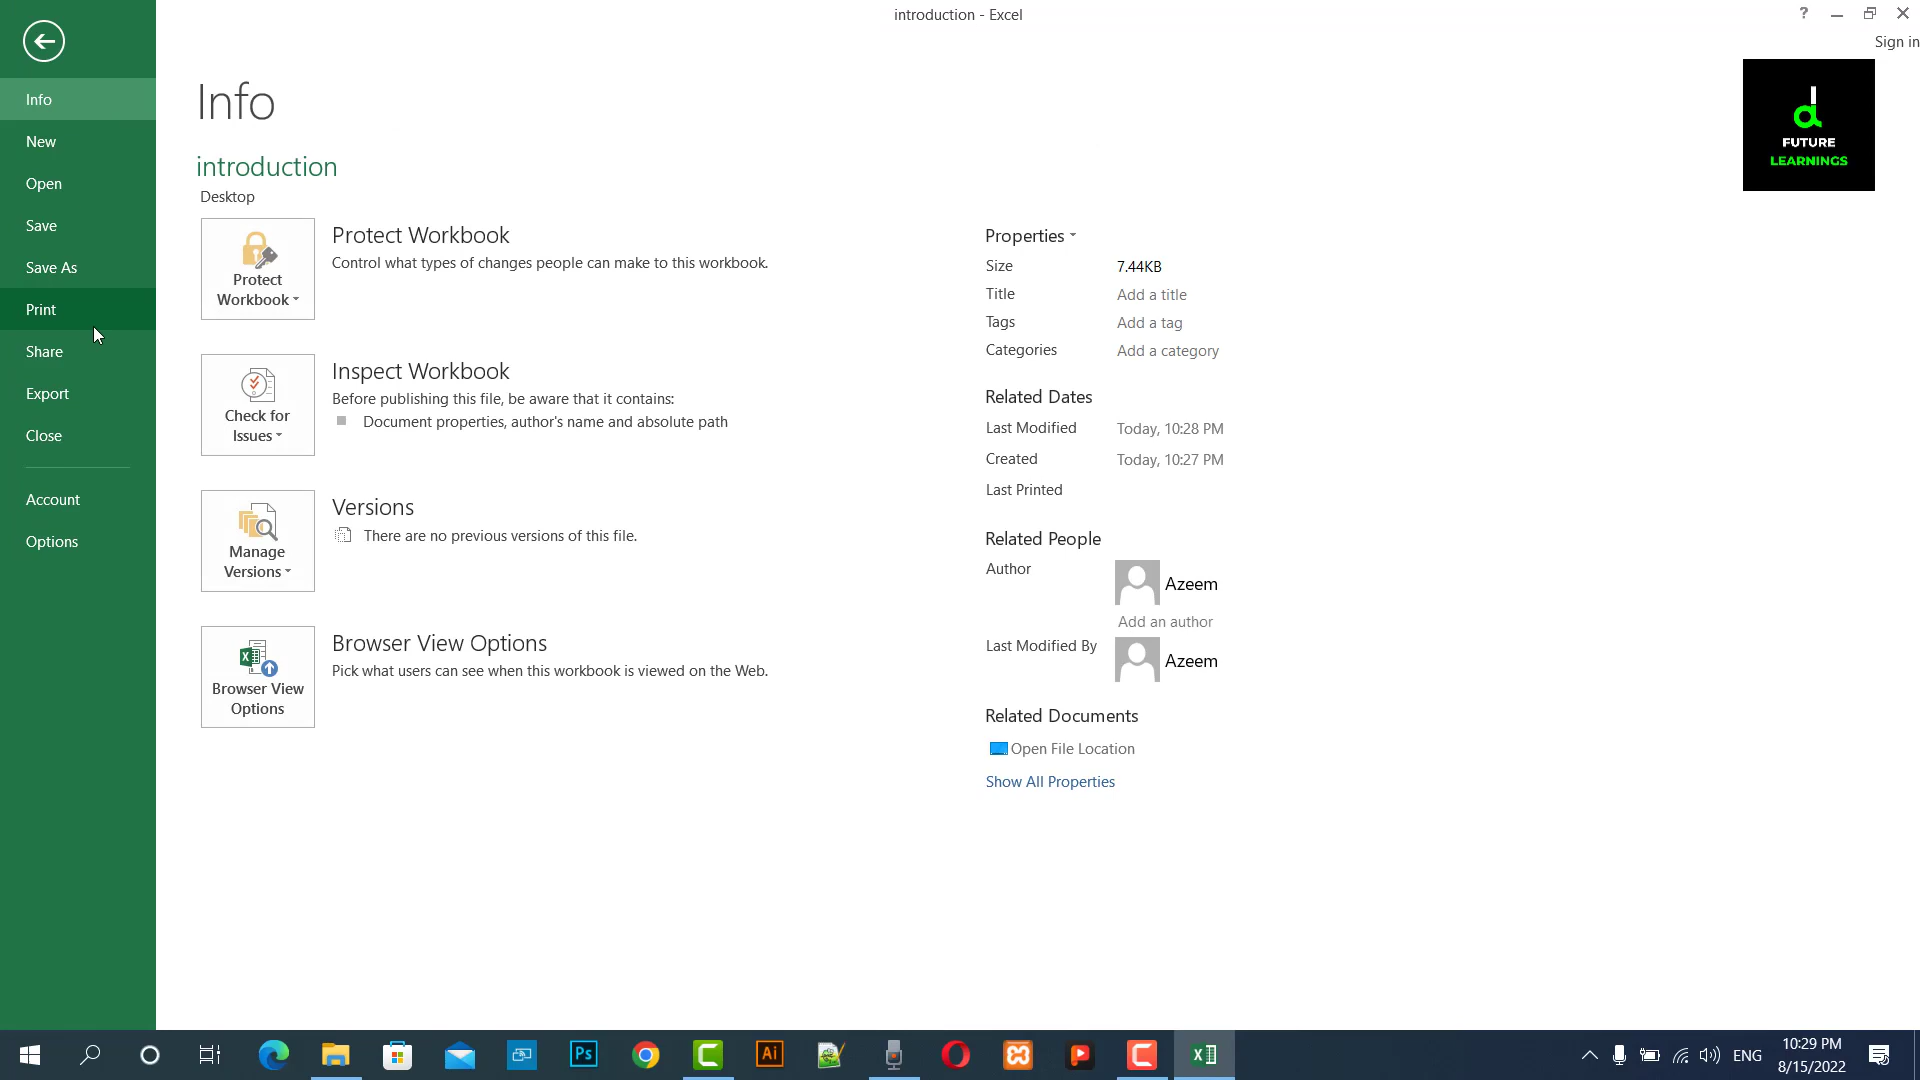 introduction - Excel
?
Sign in
Info
New
Open
Save
Save As
Print
Share
Export
Close
Account
Options
Info
introduction
Desktop
Protect
Workbook
Protect Workbook
Control what types of changes people can make to this workbook.
Check for
Issues
Inspect Workbook
Before publishing this file, be aware that it contains:
Document properties, author's name and absolute path
Manage
Versions
Versions
There are no previous versions of this file.
Browser View
Options
Browser View Options
Pick what users can see when this workbook is viewed on the Web.
Properties
Size 7.44KB
Title Add a title
Tags Add a tag
Categories Add a category
Related Dates
Last Modified Today, 10:28 PM
Created Today, 10:27 PM
Last Printed
Related People
Author Azeem
Add an author
Last Modified By Azeem
Related Documents
Open File Location
Show All Properties
FUTURE
LEARNINGS
Ps
Ai
ENG
10:29 PM
8/15/2022